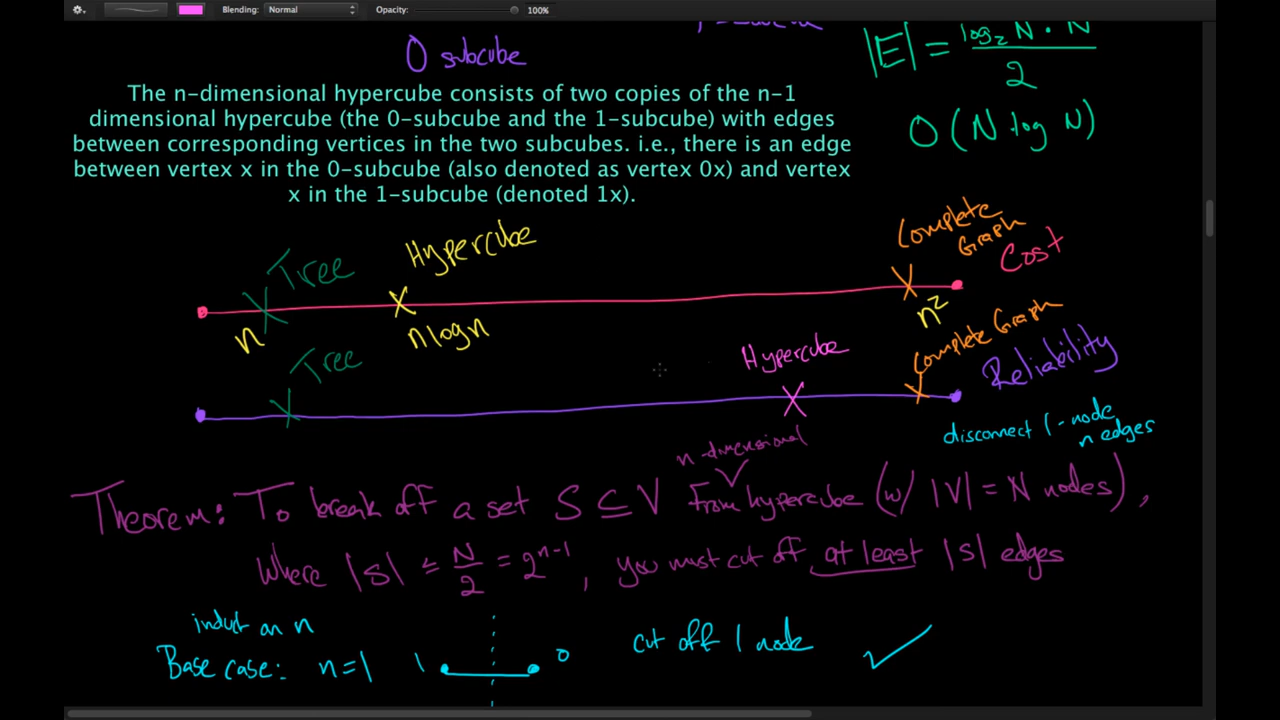 Blending: Normal Opacity: 100%
0 subcube
|E| = log₂ N · N / 2
O (N log N)
The n-dimensional hypercube consists of two copies of the n-1
dimensional hypercube (the 0-subcube and the 1-subcube) with edges
between corresponding vertices in the two subcubes. i.e., there is an edge
between vertex x in the 0-subcube (also denoted as vertex 0x) and vertex
x in the 1-subcube (denoted 1x).
Tree Hypercube Complete Graph Cost
n nlogn n²
Tree Hypercube Complete Graph Reliability
disconnect 1-node
n edges
n-dimensional
Theorem: To break off a set S ⊆ V From hypercube (w/ |V| = N nodes),
Where |S| ≤ N/2 = 2ⁿ⁻¹, you must cut off at least |S| edges
induct on n
Base case: n=1 1 0 cut off 1 node ✓